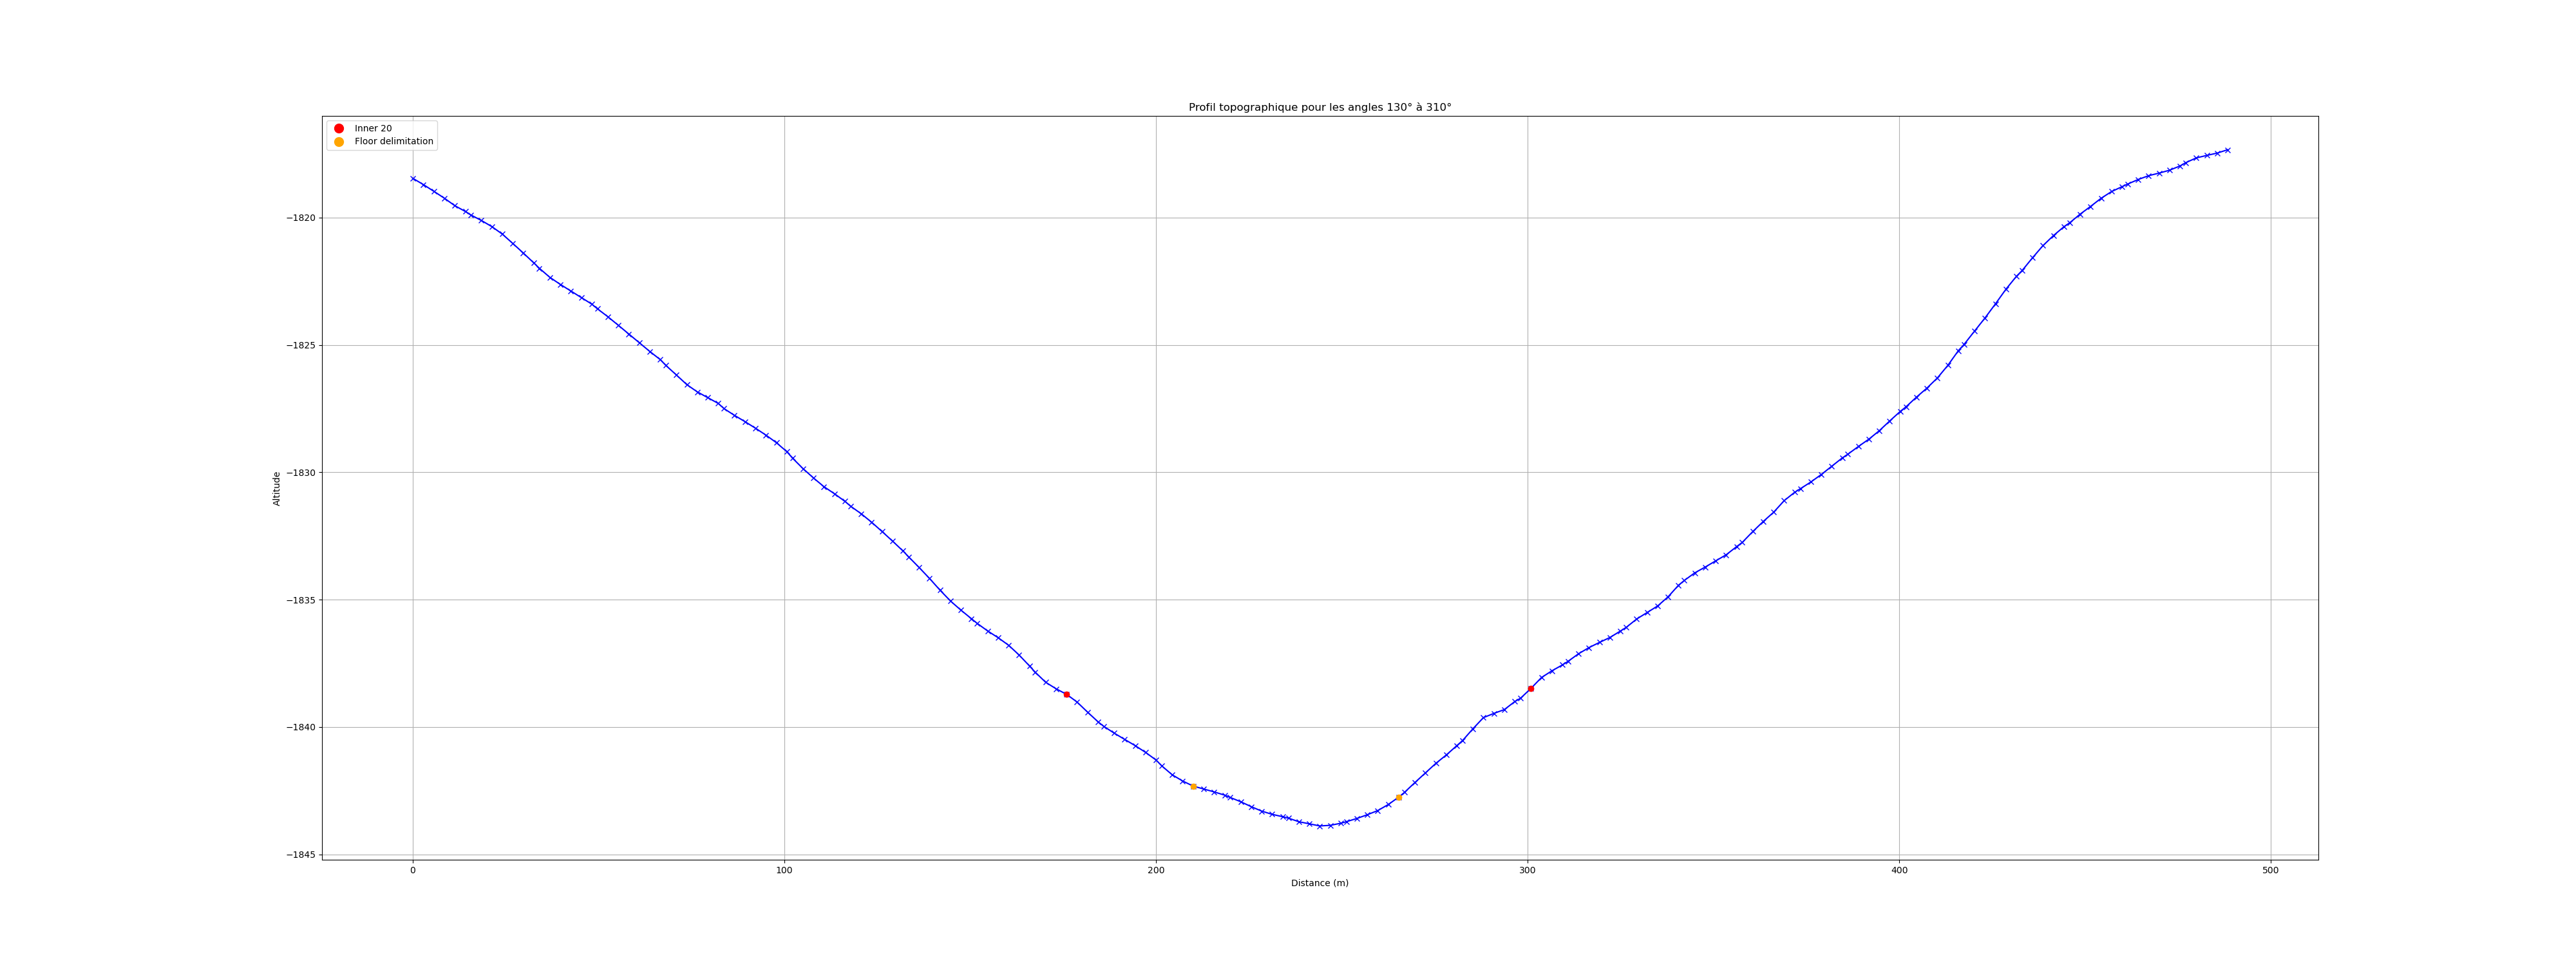 Profil topographique pour les angles 130° à 310°
Inner 20
Floor delimitation
Altitude
−1820
−1825
−1830
−1835
−1840
−1845
0 100 200 300 400 500
Distance (m)